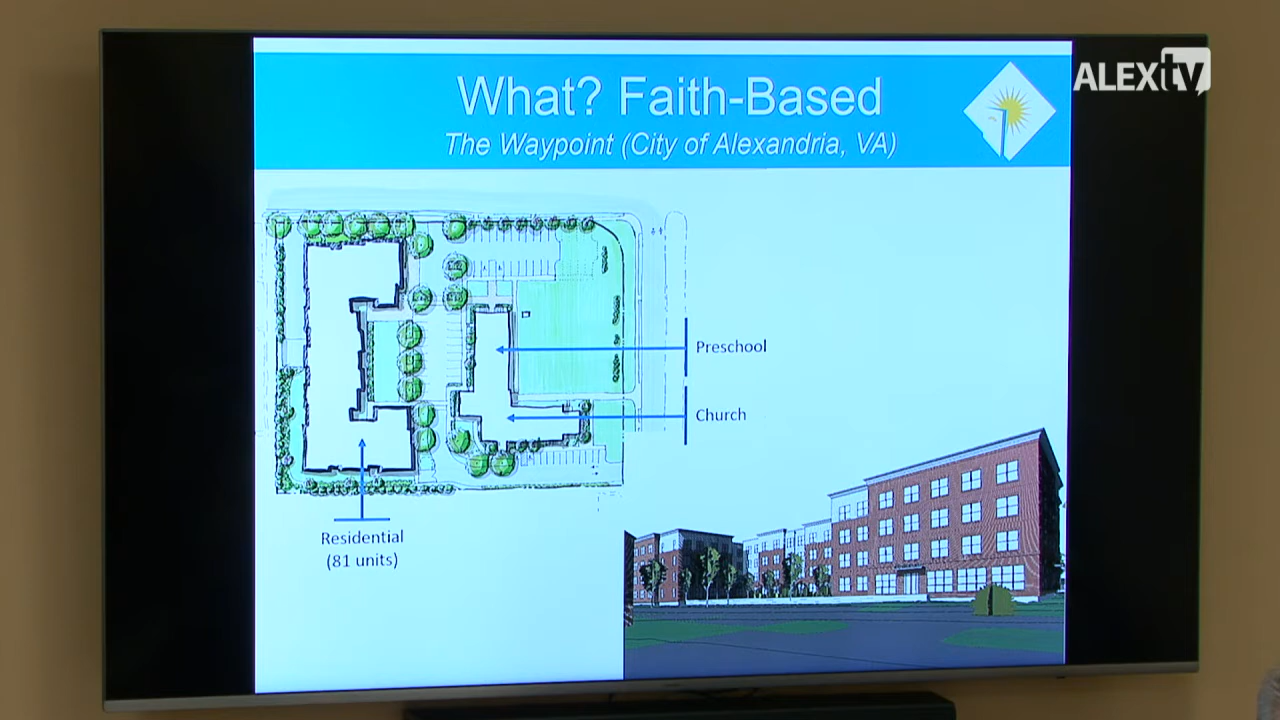 ALEXtv
What? Faith-Based
The Waypoint (City of Alexandria, VA)
Preschool
Church
Residential
(81 units)